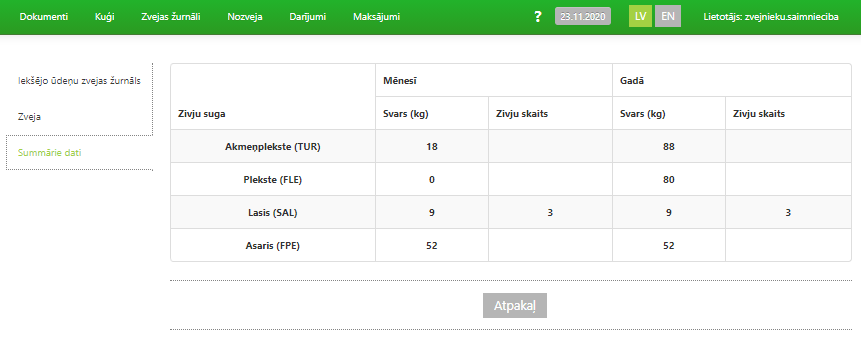 Dokumenti Kuģi Zvejas žurnāli Nozveja Darījumi Maksājumi ? 23.11.2020 LV EN Lietotājs: zvejnieku.saimnieciba
Iekšējo ūdeņu zvejas žurnāls
Zveja
Summārie dati
Zivju suga Mēnesī Gadā
Svars (kg) Zivju skaits Svars (kg) Zivju skaits
Akmeņplekste (TUR) 18 88
Plekste (FLE) 0 80
Lasis (SAL) 9 3 9 3
Asaris (FPE) 52 52
Atpakaļ